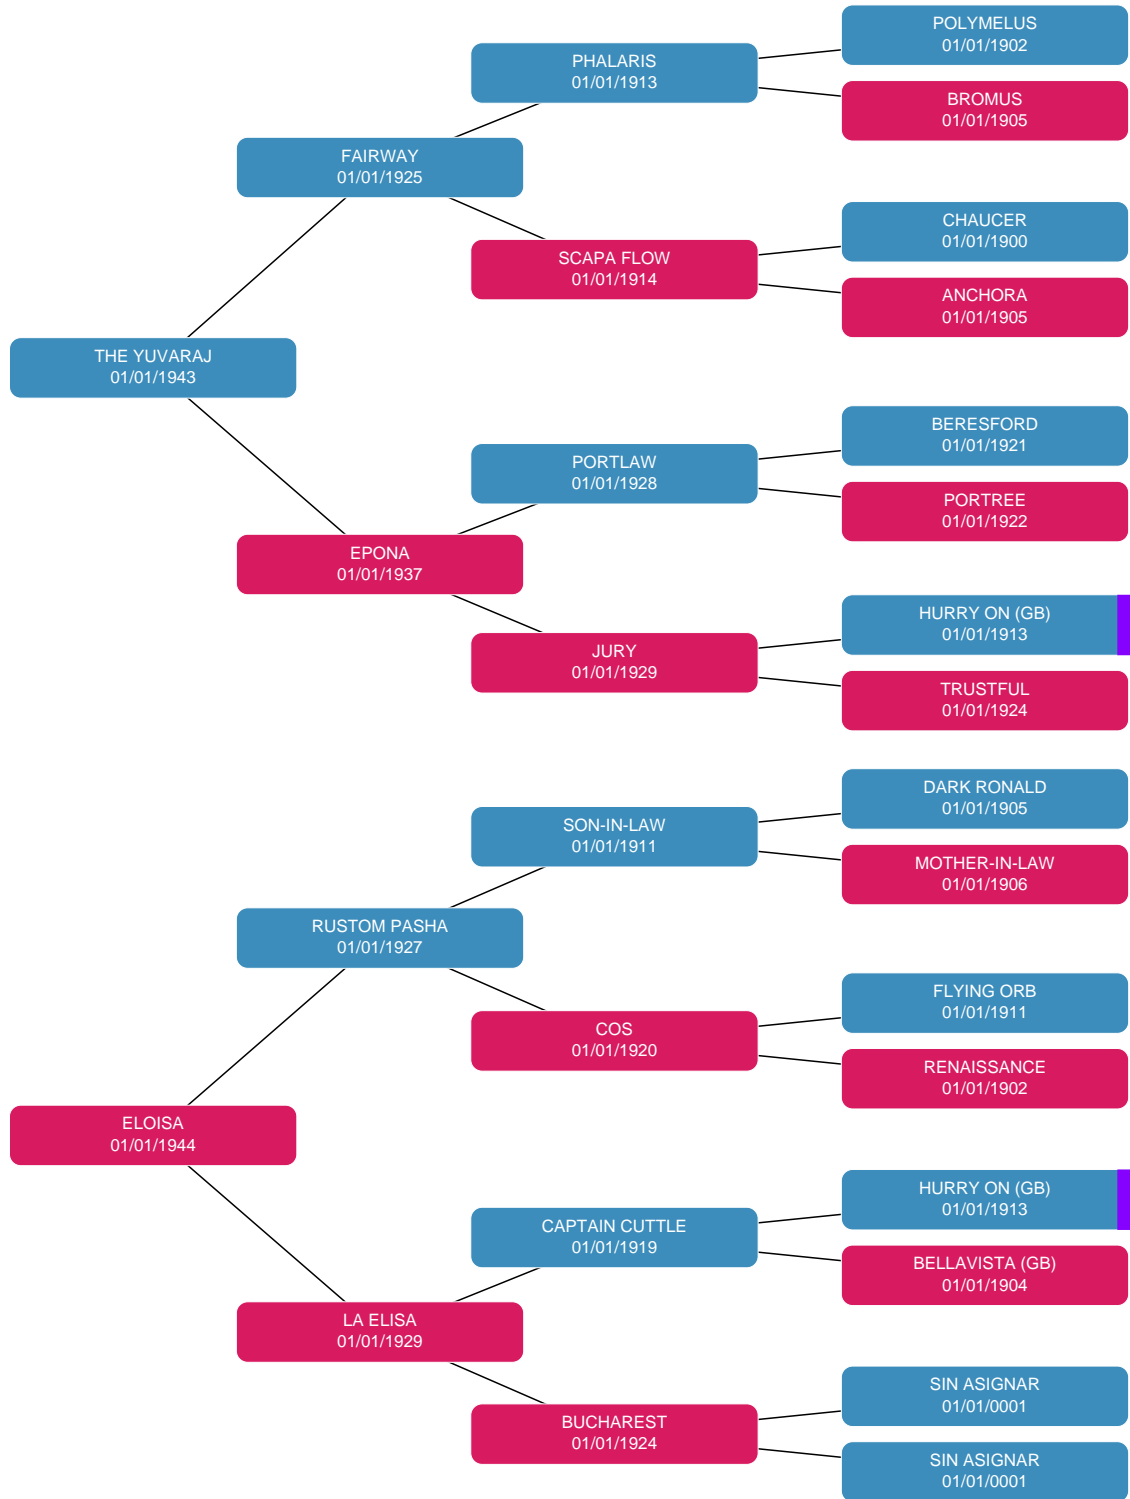 POLYMELUS
01/01/1902
PHALARIS
01/01/1913
BROMUS
01/01/1905
FAIRWAY
01/01/1925
CHAUCER
01/01/1900
SCAPA FLOW
01/01/1914
ANCHORA
01/01/1905
THE YUVARAJ
01/01/1943
BERESFORD
01/01/1921
PORTLAW
01/01/1928
PORTREE
01/01/1922
EPONA
01/01/1937
HURRY ON (GB)
01/01/1913
JURY
01/01/1929
TRUSTFUL
01/01/1924
DARK RONALD
01/01/1905
SON-IN-LAW
01/01/1911
MOTHER-IN-LAW
01/01/1906
RUSTOM PASHA
01/01/1927
FLYING ORB
01/01/1911
COS
01/01/1920
RENAISSANCE
01/01/1902
ELOISA
01/01/1944
HURRY ON (GB)
01/01/1913
CAPTAIN CUTTLE
01/01/1919
BELLAVISTA (GB)
01/01/1904
LA ELISA
01/01/1929
SIN ASIGNAR
01/01/0001
BUCHAREST
01/01/1924
SIN ASIGNAR
01/01/0001